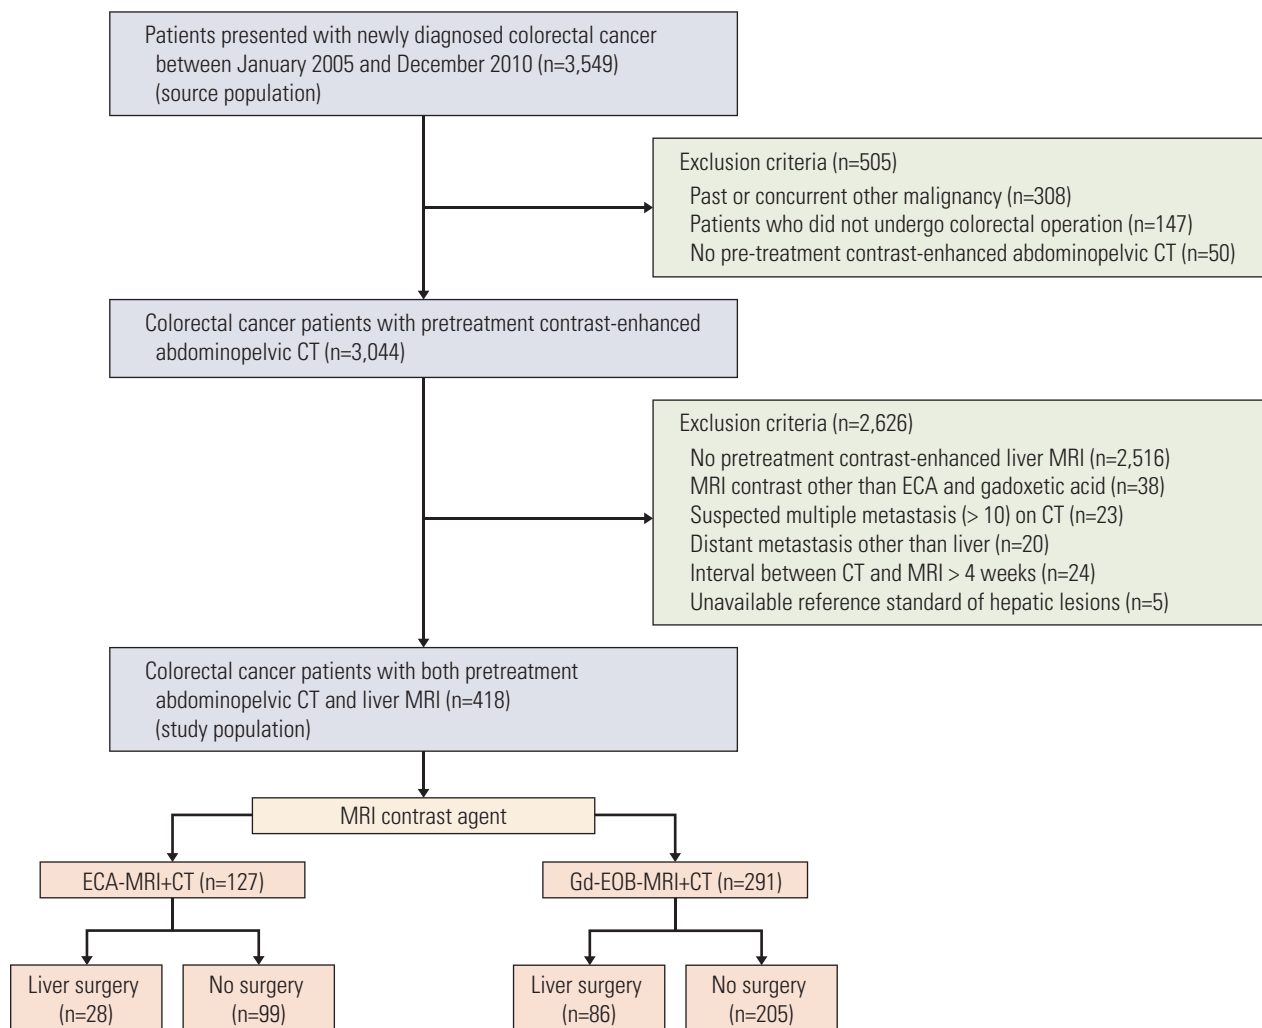 Patients presented with newly diagnosed colorectal cancer
between January 2005 and December 2010 (n=3,549)
(source population)
Exclusion criteria (n=505)
Past or concurrent other malignancy (n=308)
Patients who did not undergo colorectal operation (n=147)
No pre-treatment contrast-enhanced abdominopelvic CT (n=50)
Colorectal cancer patients with pretreatment contrast-enhanced
abdominopelvic CT (n=3,044)
Exclusion criteria (n=2,626)
No pretreatment contrast-enhanced liver MRI (n=2,516)
MRI contrast other than ECA and gadoxetic acid (n=38)
Suspected multiple metastasis (> 10) on CT (n=23)
Distant metastasis other than liver (n=20)
Interval between CT and MRI > 4 weeks (n=24)
Unavailable reference standard of hepatic lesions (n=5)
Colorectal cancer patients with both pretreatment
abdominopelvic CT and liver MRI (n=418)
(study population)
MRI contrast agent
ECA-MRI+CT (n=127)
Gd-EOB-MRI+CT (n=291)
Liver surgery
(n=28)
No surgery
(n=99)
Liver surgery
(n=86)
No surgery
(n=205)